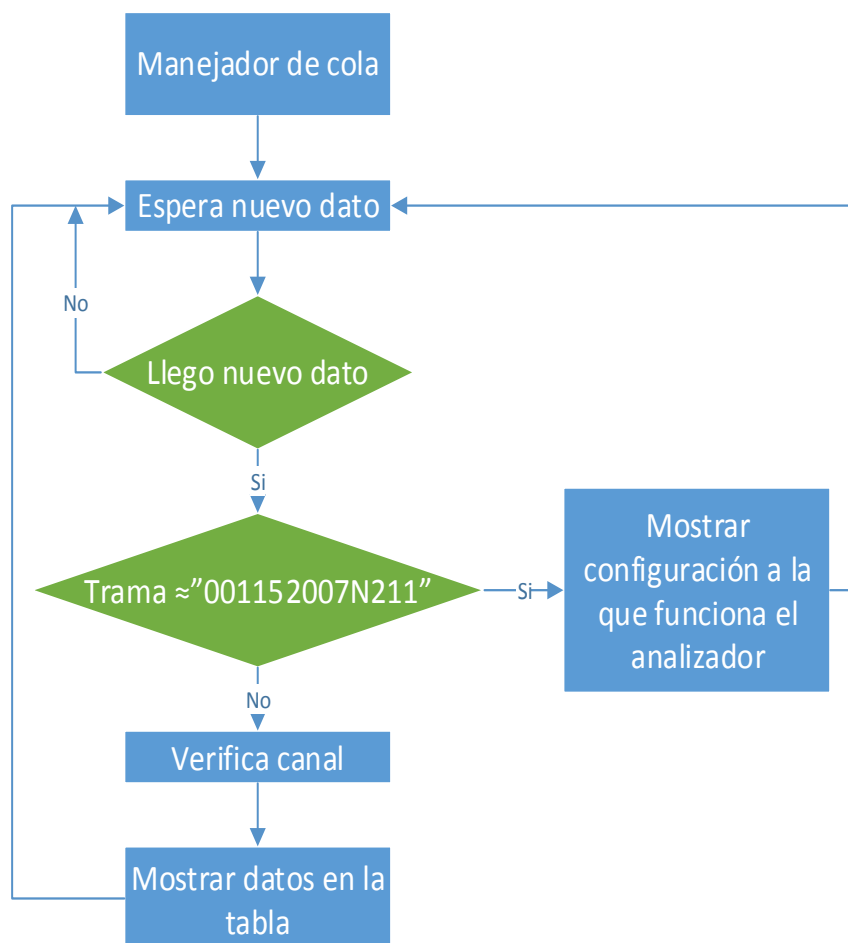 Manejador de cola
Espera nuevo dato
No
Llego nuevo dato
Si
Trama ≈”001152007N211”
Si
Mostrar
configuración a la
que funciona el
analizador
No
Verifica canal
Mostrar datos en la
tabla